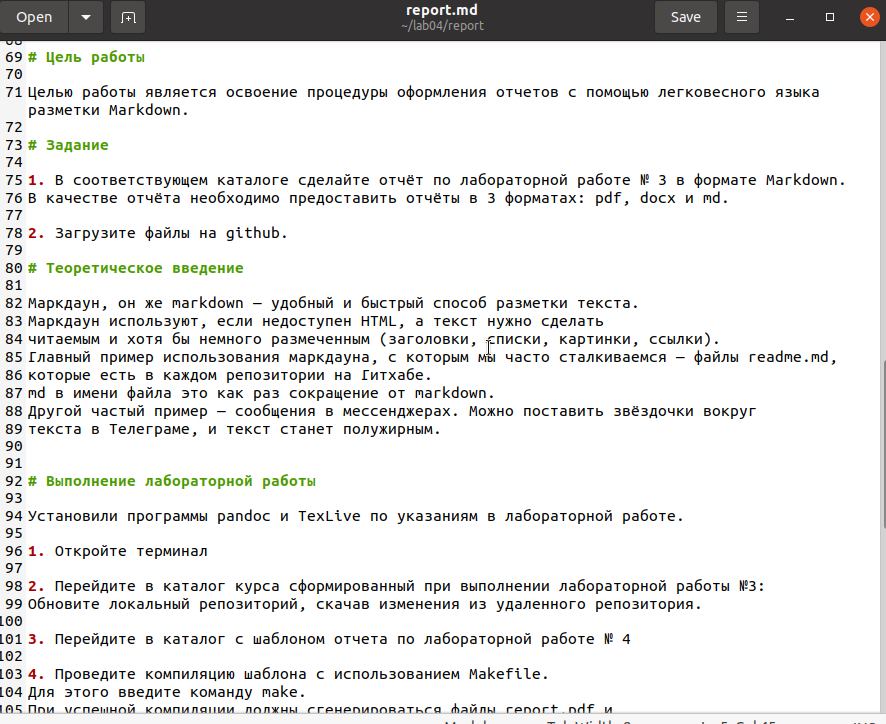 Open
report.md
~/lab04/report
Save
69 # Цель работы
70
71 Целью работы является освоение процедуры оформления отчетов с помощью легковесного языка
разметки Markdown.
72
73 # Задание
74
75 1. В соответствующем каталоге сделайте отчёт по лабораторной работе № 3 в формате Markdown.
76 В качестве отчёта необходимо предоставить отчёты в 3 форматах: pdf, docx и md.
77
78 2. Загрузите файлы на github.
79
80 # Теоретическое введение
81
82 Маркдаун, он же markdown — удобный и быстрый способ разметки текста.
83 Маркдаун используют, если недоступен HTML, а текст нужно сделать
84 читаемым и хотя бы немного размеченным (заголовки, списки, картинки, ссылки).
85 Главный пример использования маркдауна, с которым мы часто сталкиваемся — файлы readme.md,
86 которые есть в каждом репозитории на Гитхабе.
87 md в имени файла это как раз сокращение от markdown.
88 Другой частый пример — сообщения в мессенджерах. Можно поставить звёздочки вокруг
89 текста в Телеграме, и текст станет полужирным.
90
91
92 # Выполнение лабораторной работы
93
94 Установили программы pandoc и TexLive по указаниям в лабораторной работе.
95
96 1. Откройте терминал
97
98 2. Перейдите в каталог курса сформированный при выполнении лабораторной работы №3:
99 Обновите локальный репозиторий, скачав изменения из удаленного репозитория.
100
101 3. Перейдите в каталог с шаблоном отчета по лабораторной работе № 4
102
103 4. Проведите компиляцию шаблона с использованием Makefile.
104 Для этого введите команду make.
105 При успешной компиляции должны сгенерироваться файлы report.pdf и